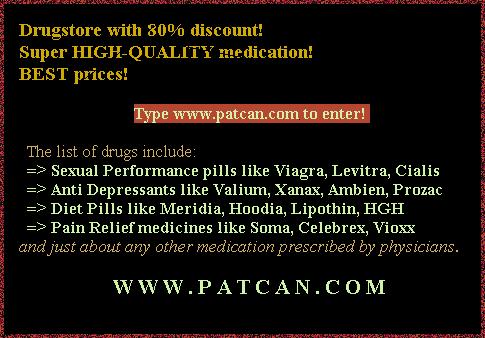 Drugstore with 80% discount!
Super HIGH-QUALITY medication!
BEST prices!
Type www.patcan.com to enter!
The list of drugs include:
=> Sexual Performance pills like Viagra, Levitra, Cialis
=> Anti Depressants like Valium, Xanax, Ambien, Prozac
=> Diet Pills like Meridia, Hoodia, Lipothin, HGH
=> Pain Relief medicines like Soma, Celebrex, Vioxx
and just about any other medication prescribed by physicians.
WWW.PATCAN.COM